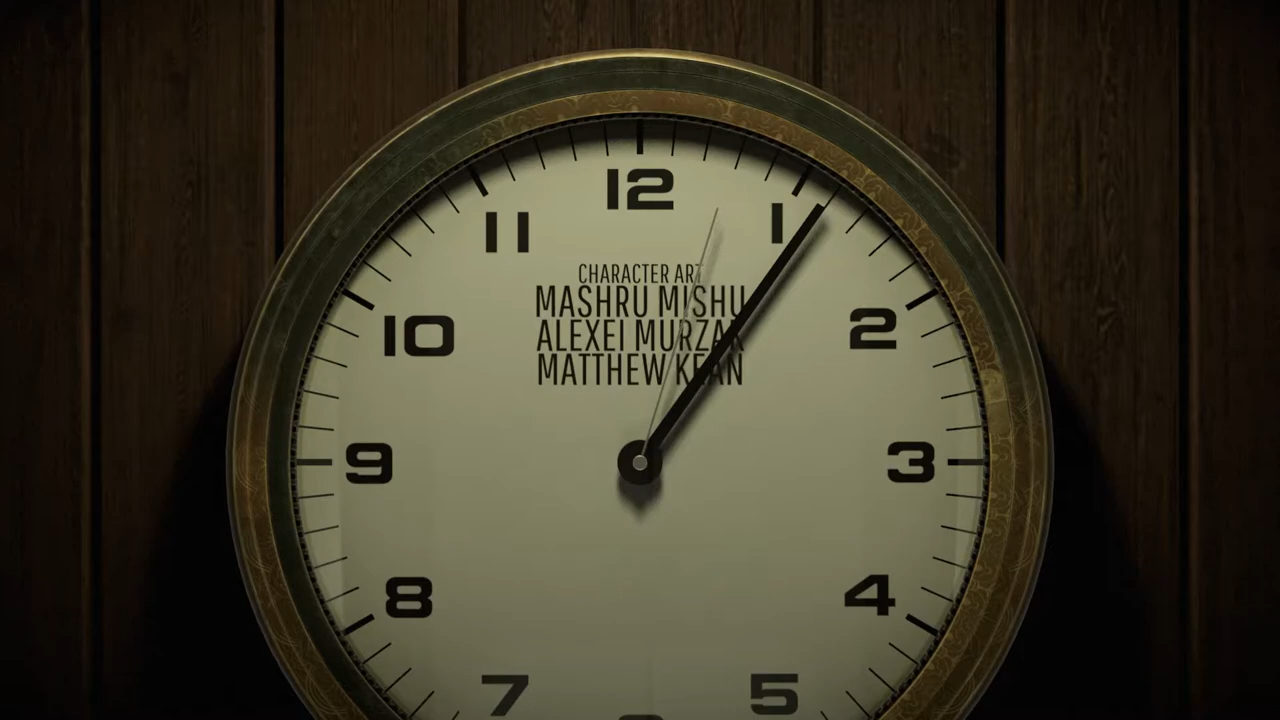 12
11 1
CHARACTER ART
MASHRU MISHU
ALEXEI MURZAK
MATTHEW KEAN
10 2
9 3
8 4
7 5